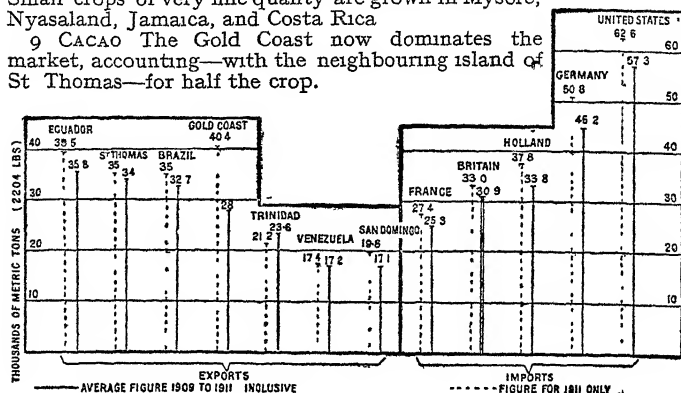 Small crops of very fine quality are grown in Mysore,
Nyasaland, Jamaica, and Costa Rica
9 CACAO The Gold Coast now dominates the
market, accounting—with the neighbouring island of
St Thomas—for half the crop.
UNITED STATES
62 6
60
57 3
GERMANY
50 8
50
46 2
ECUADOR
GOLD COAST
40 4
40
38 5
35 8
ST THOMAS
35
34
BRAZIL
35
32 7
HOLLAND
37 8
33 8
40
BRITAIN
33 0
30 9
FRANCE
27 4
25 3
30
28
30
TRINIDAD
21 2
23 6
VENEZUELA
17 4
17 2
SAN DOMINGO
19 8
17 1
20
20
10
10
THOUSANDS OF METRIC TONS (2204 LBS)
EXPORTS
IMPORTS
AVERAGE FIGURE 1909 TO 1911 INCLUSIVE
FIGURE FOR 1911 ONLY